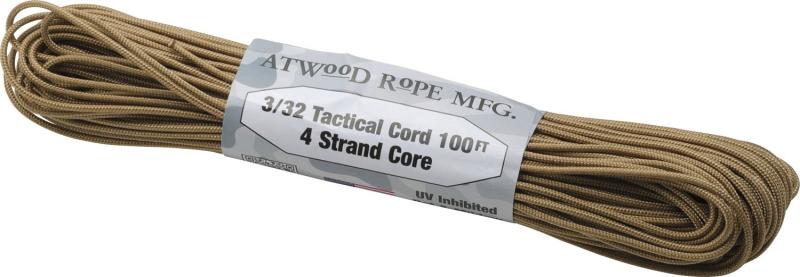 ATWOOD ROPE MFG.
3/32 Tactical Cord 100FT
4 Strand Core
UV Inhibited